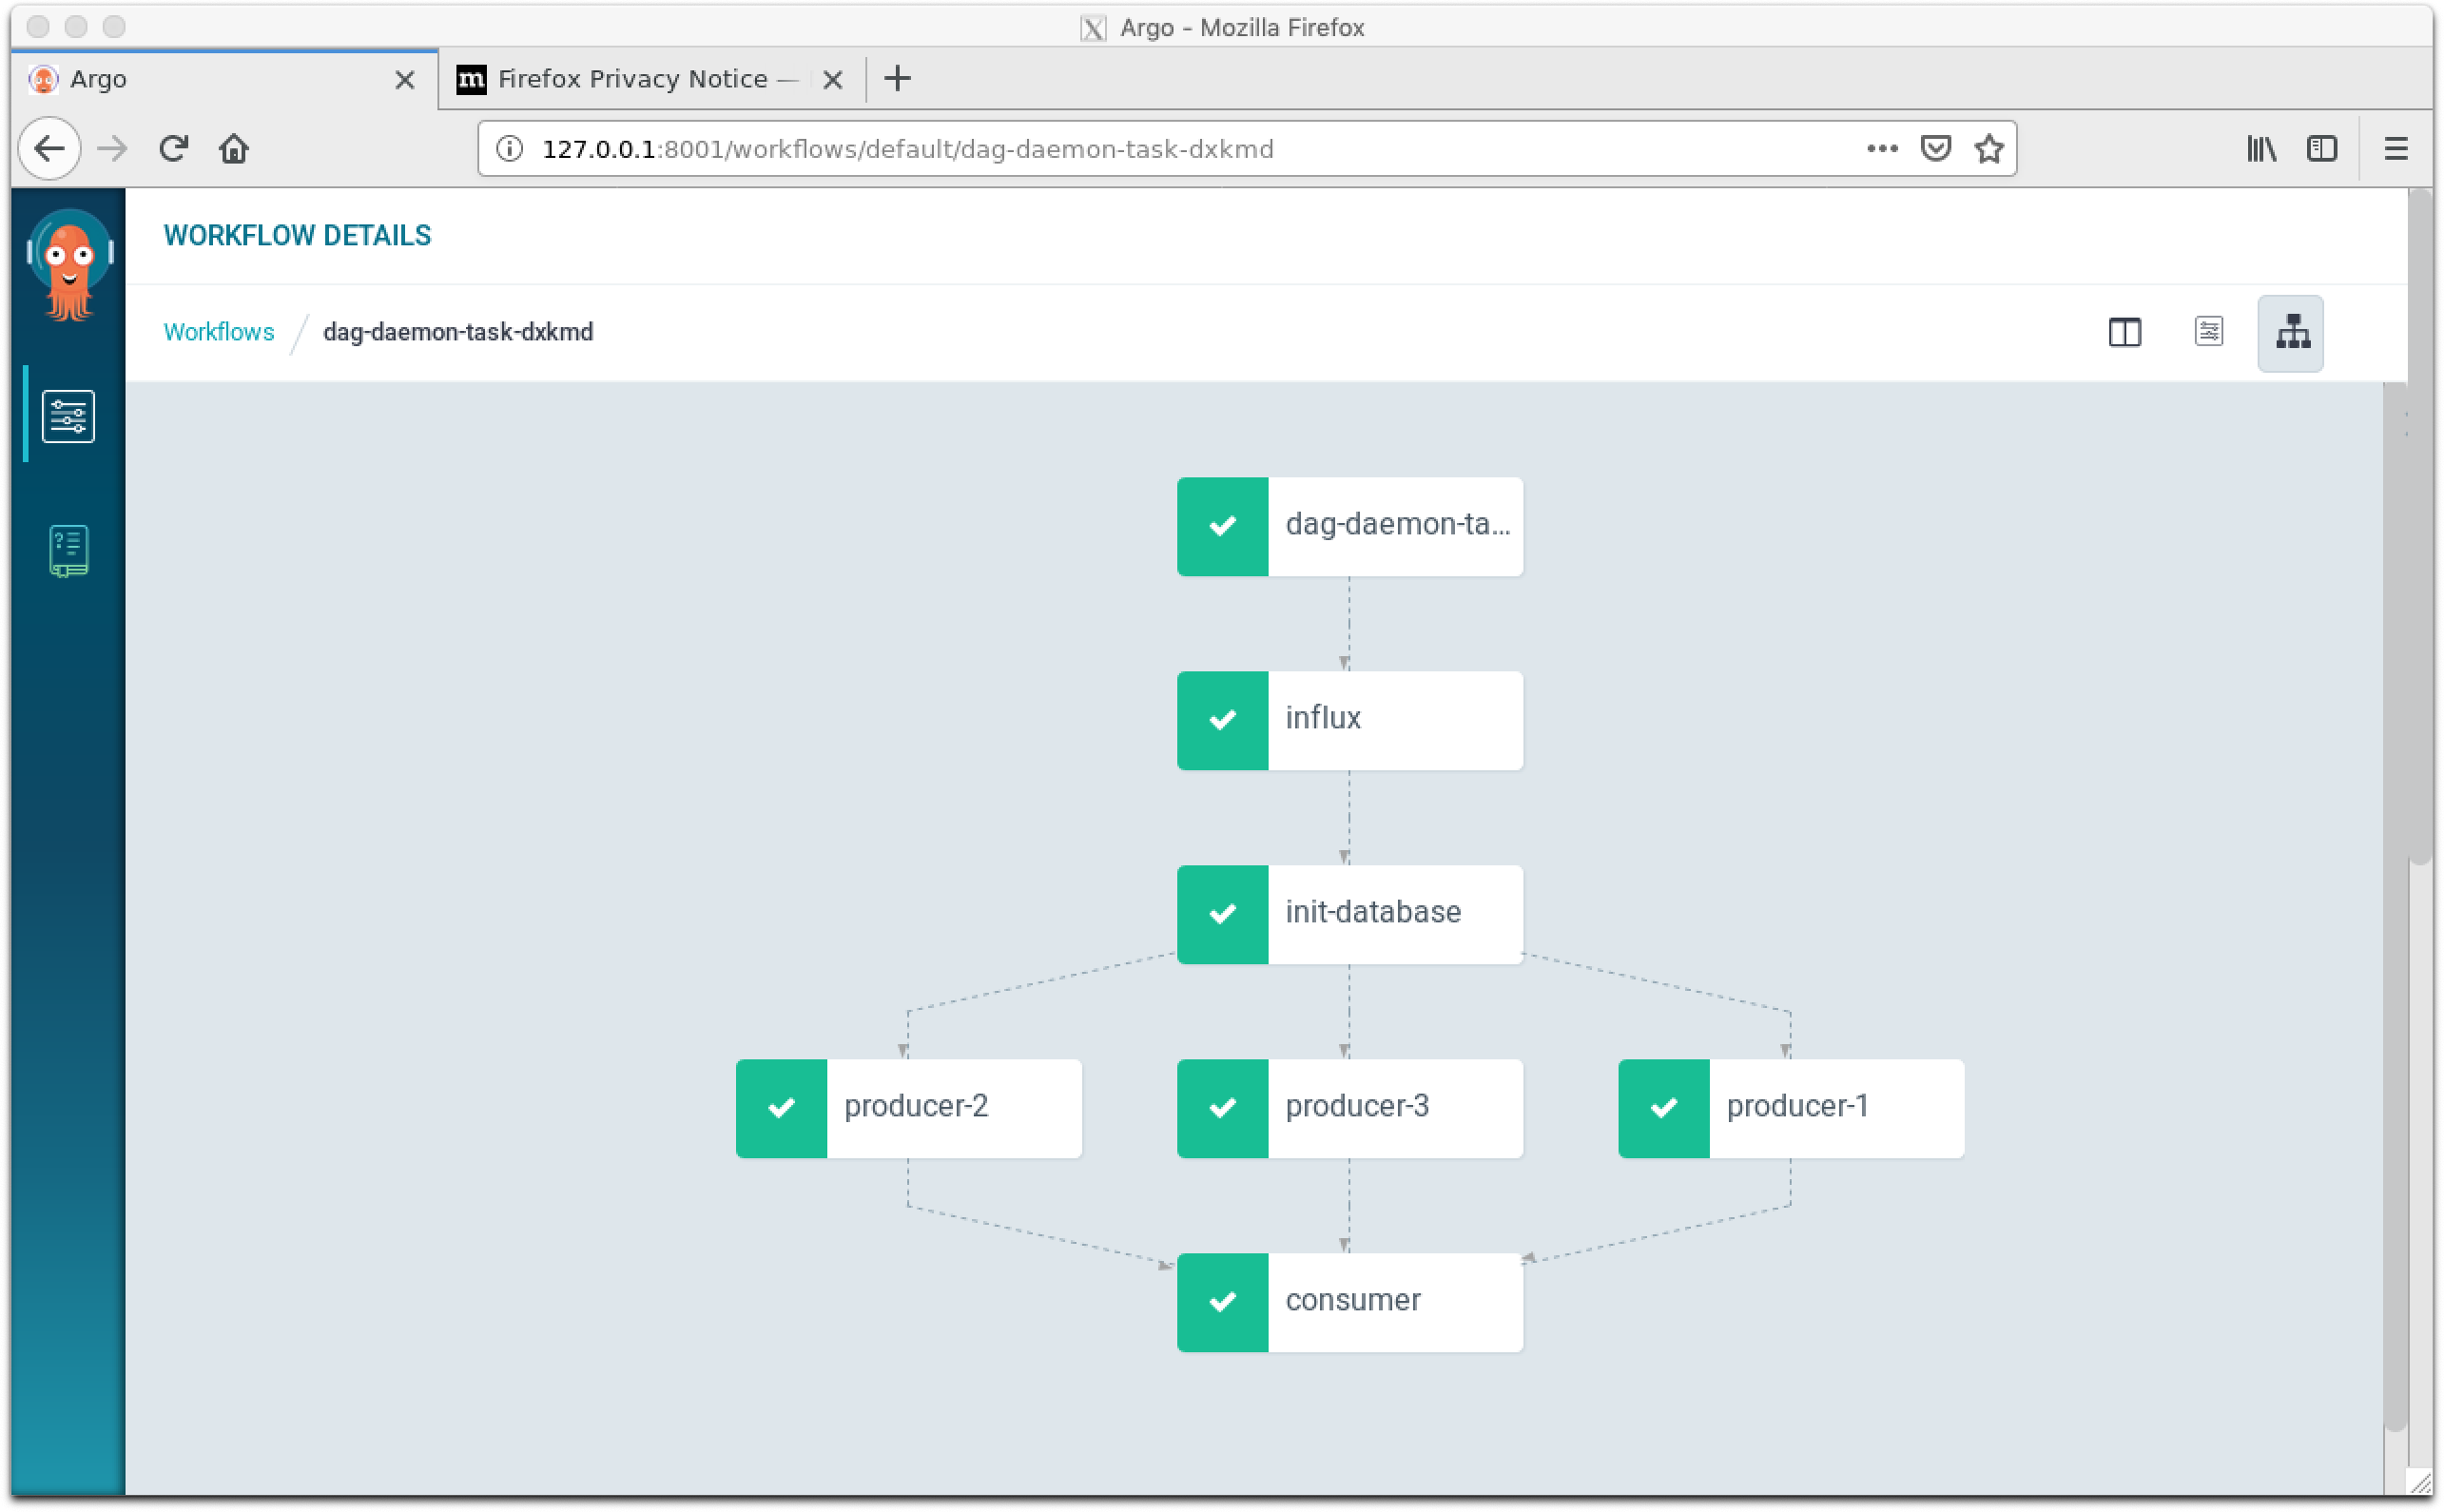 Argo - Mozilla Firefox
Argo
Firefox Privacy Notice —
127.0.0.1:8001/workflows/default/dag-daemon-task-dxkmd
WORKFLOW DETAILS
Workflows / dag-daemon-task-dxkmd
dag-daemon-ta...
influx
init-database
producer-2 producer-3 producer-1
consumer